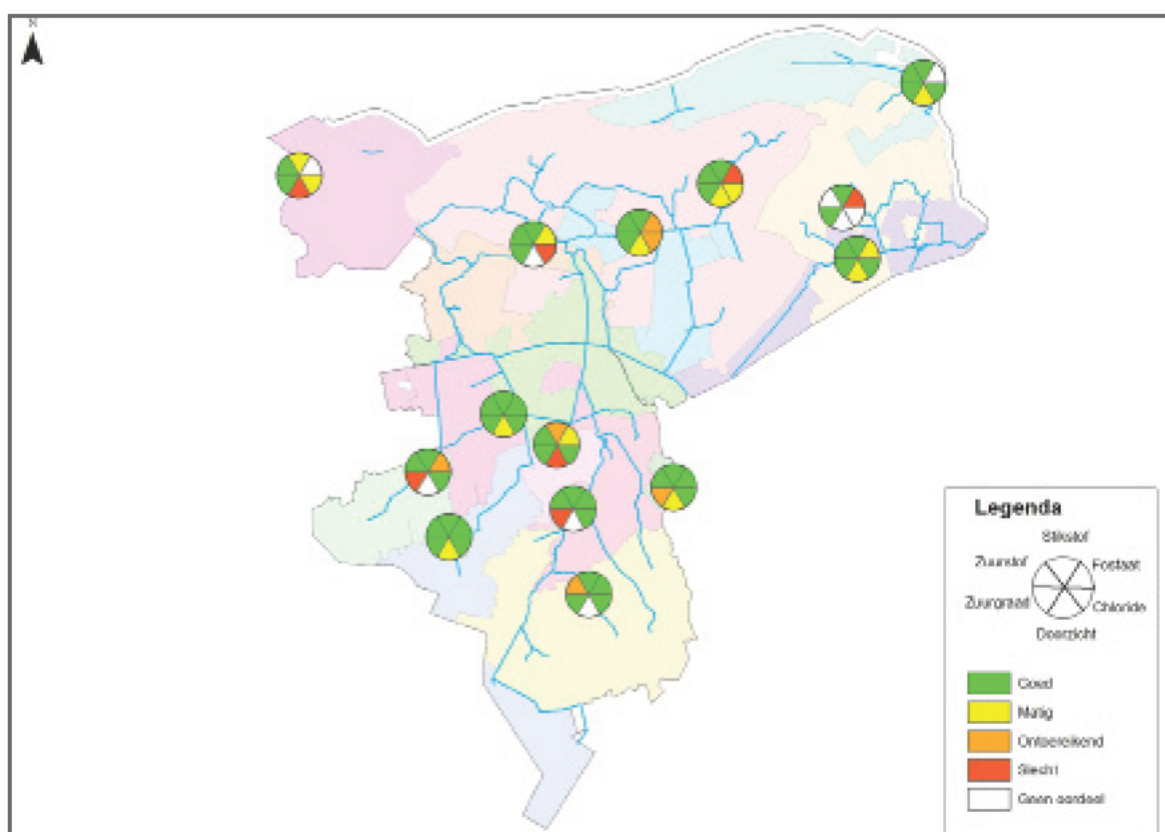 N
Legenda
Stikstof
Zuurstof
Fosfaat
Zuurgraad
Chloride
Doorzicht
Goed
Matig
Ontoereikend
Slecht
Geen oordeel